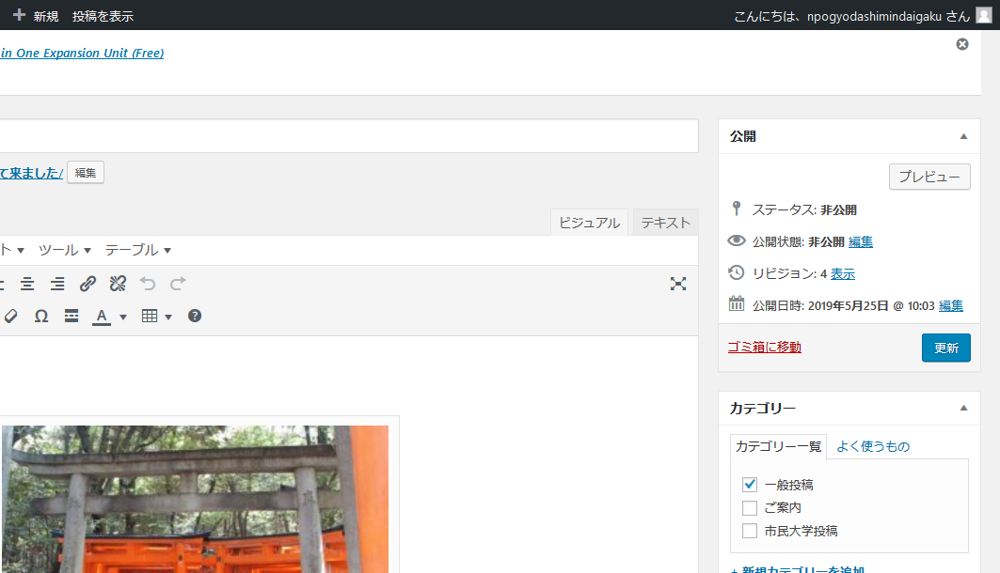 新規 投稿を表示 こんにちは、npogyodashimindaigaku さん
in One Expansion Unit (Free)
て来ました/ 編集
ビジュアル テキスト
ト ツール テーブル
公開
プレビュー
ステータス: 非公開
公開状態: 非公開 編集
リビジョン: 4 表示
公開日時: 2019年5月25日 @ 10:03 編集
ゴミ箱に移動 更新
カテゴリー
カテゴリー一覧 よく使うもの
一般投稿
ご案内
市民大学投稿
+ 新規カテゴリーを追加